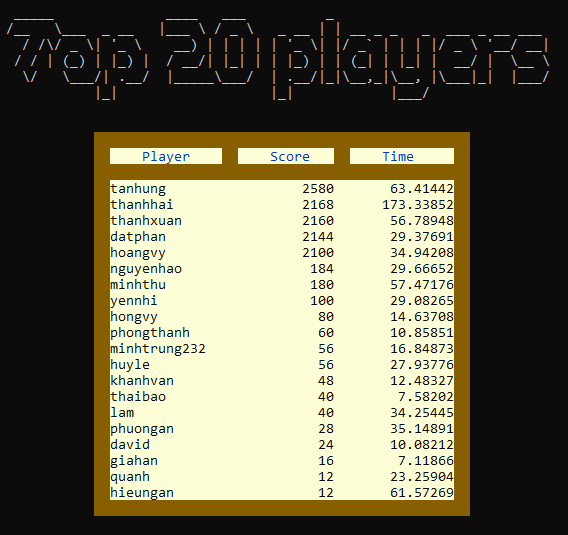 Top 20 players
Player Score Time
tanhung 2580 63.41442
thanhhai 2168 173.33852
thanhxuan 2160 56.78948
datphan 2144 29.37691
hoangvy 2100 34.94208
nguyenhao 184 29.66652
minhthu 180 57.47176
yennhi 100 29.08265
hongvy 80 14.63708
phongthanh 60 10.85851
minhtrung232 56 16.84873
huyle 56 27.93776
khanhvan 48 12.48327
thaibao 40 7.58202
lam 40 34.25445
phuongan 28 35.14891
david 24 10.08212
giahan 16 7.11866
quanh 12 23.25904
hieungan 12 61.57269